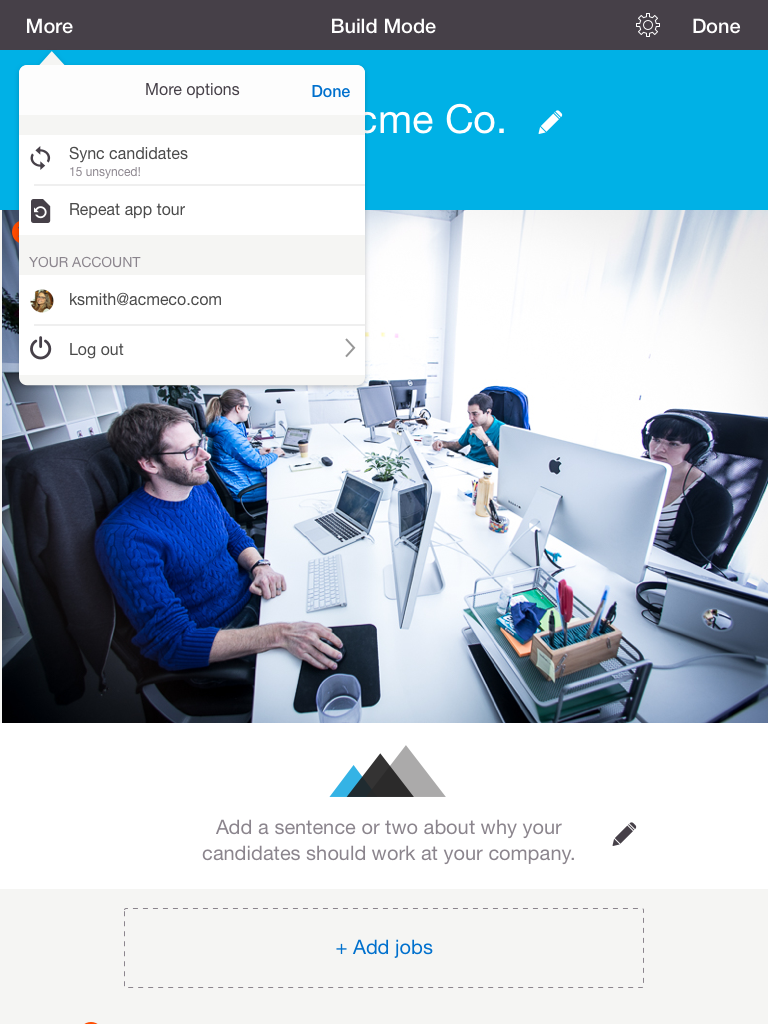 More
Build Mode
Done
More options
Done
cme Co.
Sync candidates
15 unsynced!
Repeat app tour
YOUR ACCOUNT
ksmith@acmeco.com
Log out
Add a sentence or two about why your
candidates should work at your company.
+ Add jobs